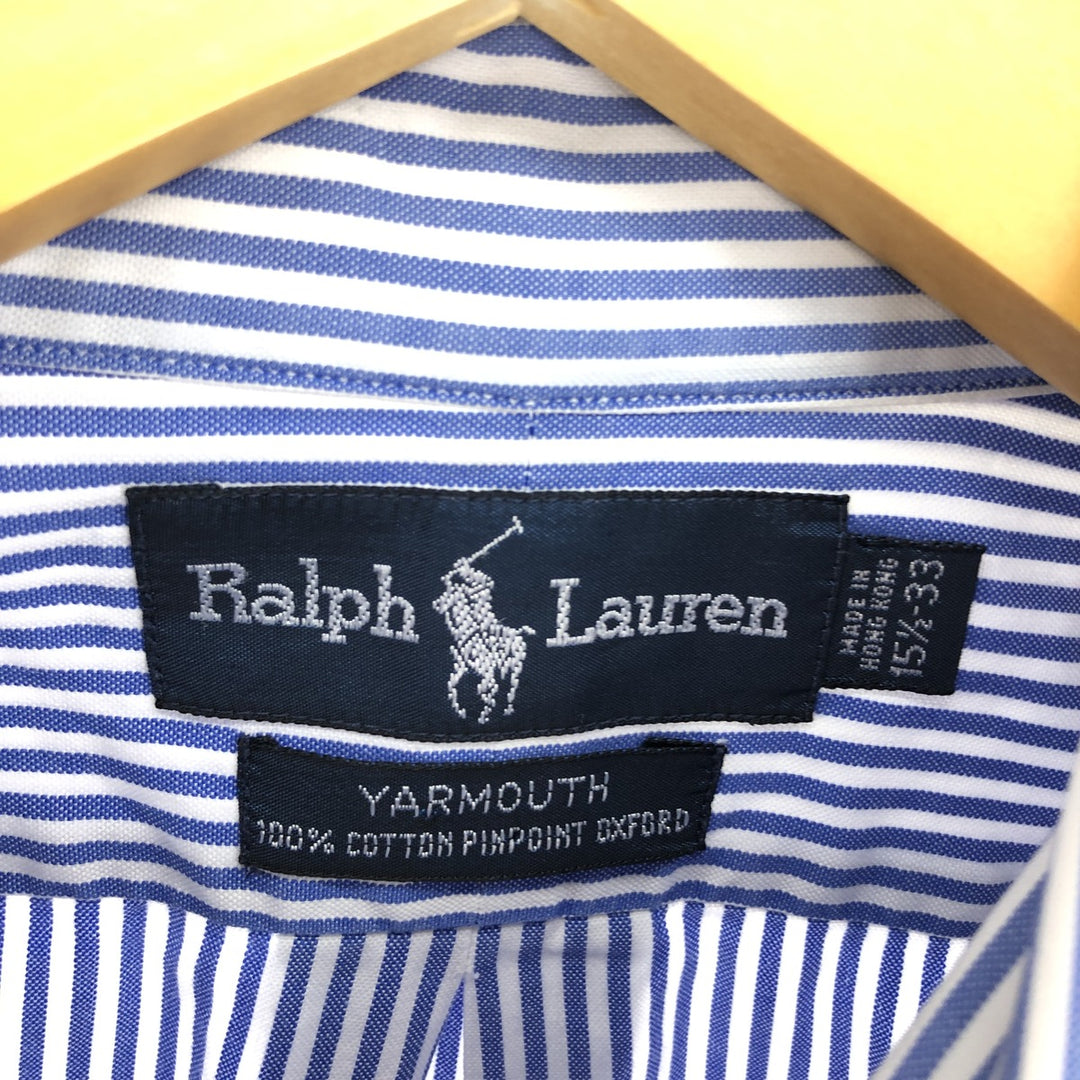 Ralph Lauren
MADE IN
HONG KONG
15½-33
YARMOUTH
100% COTTON PINPOINT OXFORD